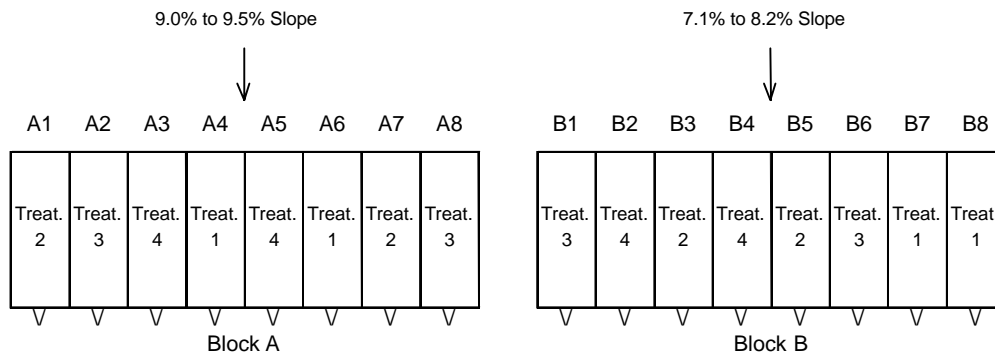 9.0% to 9.5% Slope
7.1% to 8.2% Slope
A1 A2 A3 A4 A5 A6 A7 A8
B1 B2 B3 B4 B5 B6 B7 B8
Treat. Treat. Treat. Treat. Treat. Treat. Treat. Treat.
2 3 4 1 4 1 2 3
Treat. Treat. Treat. Treat. Treat. Treat. Treat. Treat.
3 4 2 4 2 3 1 1
Block A
Block B